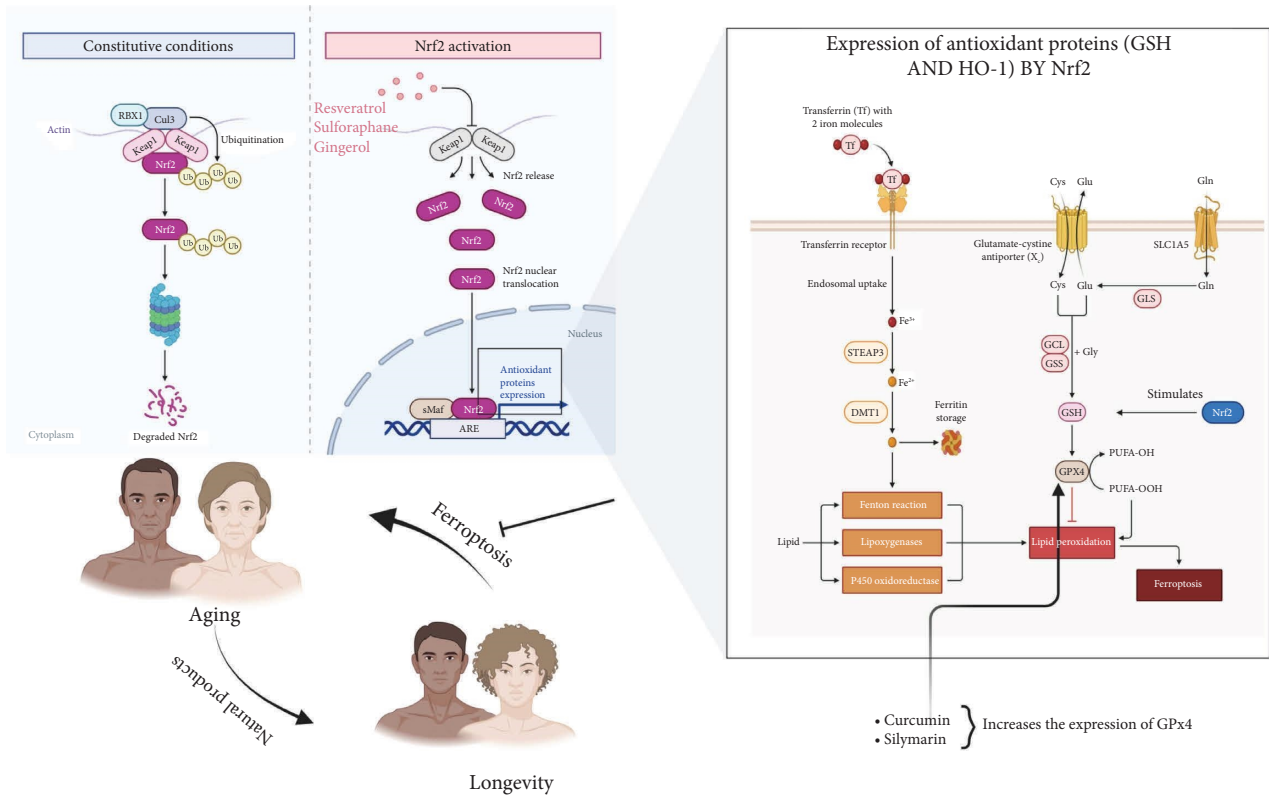 Constitutive conditions
RBX1
Cul3
Actin
Keap1
Keap1
Ubiquitination
Nrf2
Ub
Ub
Ub
Ub
Nrf2
Ub
Ub
Ub
Ub
Cytoplasm
Degraded Nrf2
Nrf2 activation
Resveratrol
Sulforaphane
Gingerol
Keap1
Keap1
Nrf2 release
Nrf2
Nrf2
Nrf2
Nrf2
Nrf2 nuclear
translocation
Nucleus
Antioxidant
proteins
expression
sMaf
Nrf2
ARE
Ferroptosis
Aging
Natural products
Longevity
Expression of antioxidant proteins (GSH
AND HO-1) BY Nrf2
Transferrin (Tf) with
2 iron molecules
Tf
Tf
Transferrin receptor
Endosomal uptake
Fe³⁺
STEAP3
Fe²⁺
DMT1
Ferritin
storage
Cys
Glu
Gln
Glutamate-cystine
antiporter (Xc)
SLC1A5
Cys
Glu
Gln
GLS
GCL
GSS
+ Gly
GSH
Stimulates
Nrf2
GPX4
PUFA-OH
PUFA-OOH
Lipid
Fenton reaction
Lipoxygenases
P450 oxidoreductase
Lipid peroxidation
Ferroptosis
• Curcumin
• Silymarin
Increases the expression of GPx4